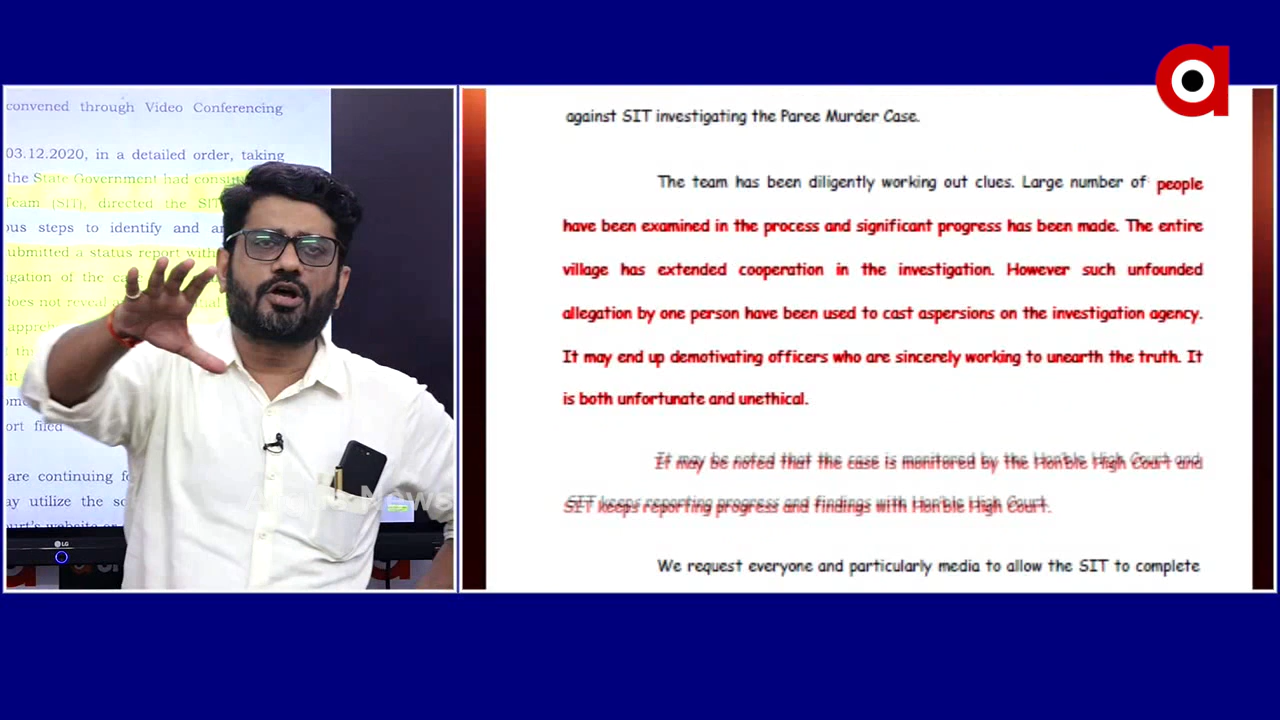 convened through Video Conferencing
03.12.2020, in a detailed order, taking
the State Government had
Team (SIT), directed the SIT
steps to identify and
submitted a status report
of the
does not reveal
are continuing
utilize the
website or
LG
against SIT investigating the Paree Murder Case.
The team has been diligently working out clues. Large number of people
have been examined in the process and significant progress has been made. The entire
village has extended cooperation in the investigation. However such unfounded
allegation by one person have been used to cast aspersions on the investigation agency.
It may end up demotivating officers who are sincerely working to unearth the truth. It
is both unfortunate and unethical.
It may be noted that the case is monitored by the Hon'ble High Court and
SIT keeps reporting progress and findings with Hon'ble High Court.
We request everyone and particularly media to allow the SIT to complete